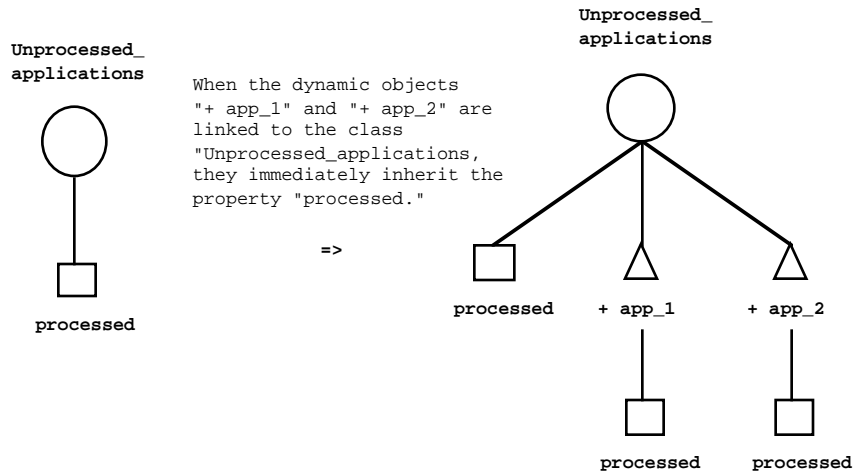 Unprocessed_
applications
processed
When the dynamic objects
"+ app_1" and "+ app_2" are
linked to the class
"Unprocessed_applications,
they immediately inherit the
property "processed."
=>
Unprocessed_
applications
processed
+ app_1
+ app_2
processed
processed